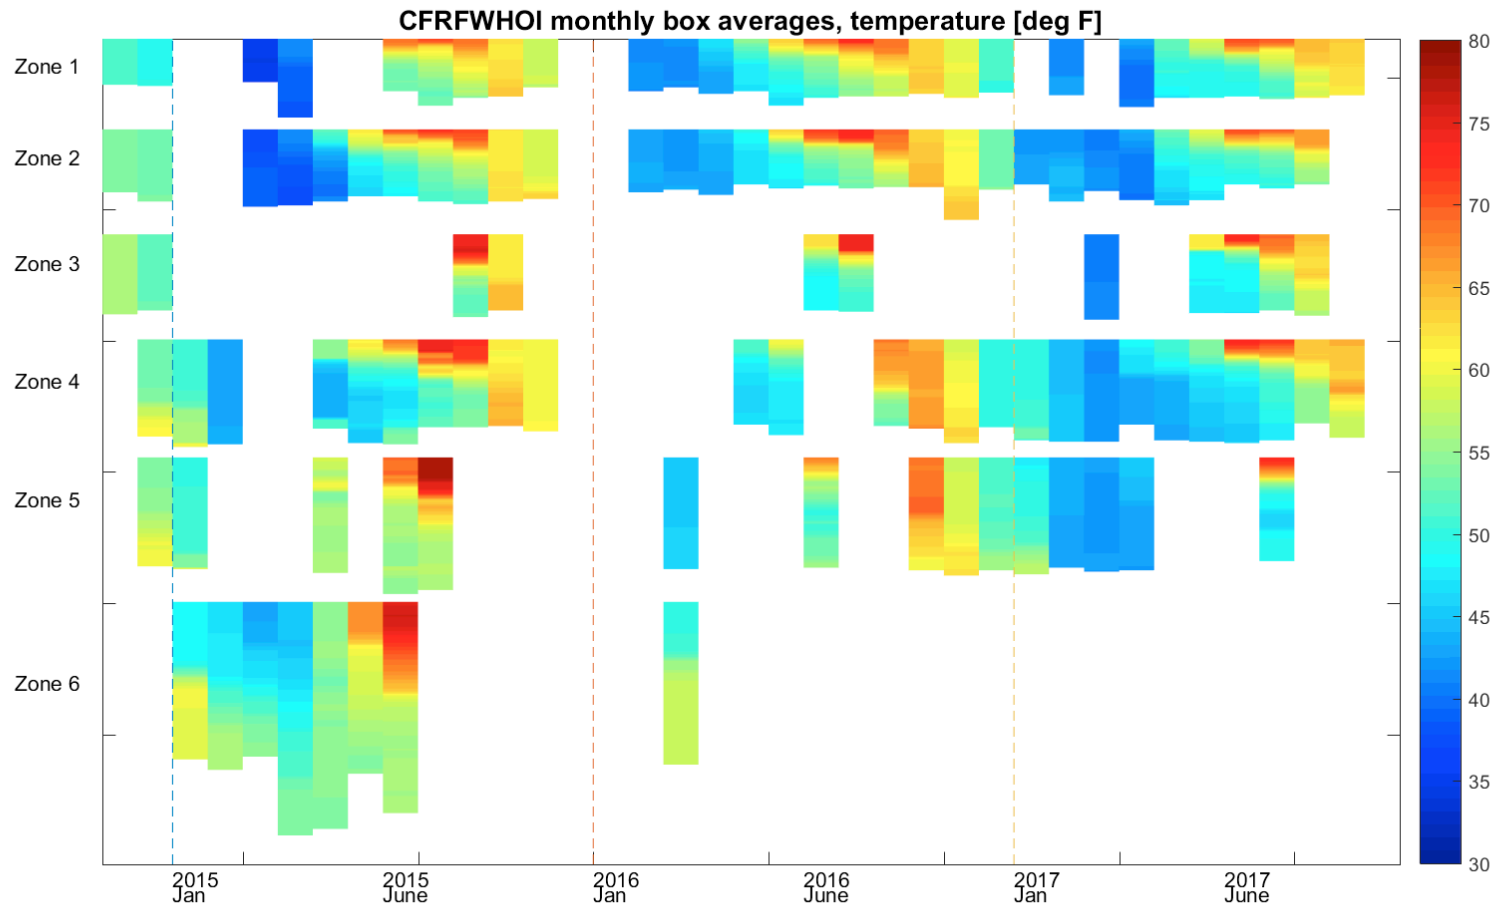 CFRFWHOI monthly box averages, temperature [deg F]
Zone 1
Zone 2
Zone 3
Zone 4
Zone 5
Zone 6
80
75
70
65
60
55
50
45
40
35
30
2015 2015 2016 2016 2017 2017
Jan June Jan June Jan June